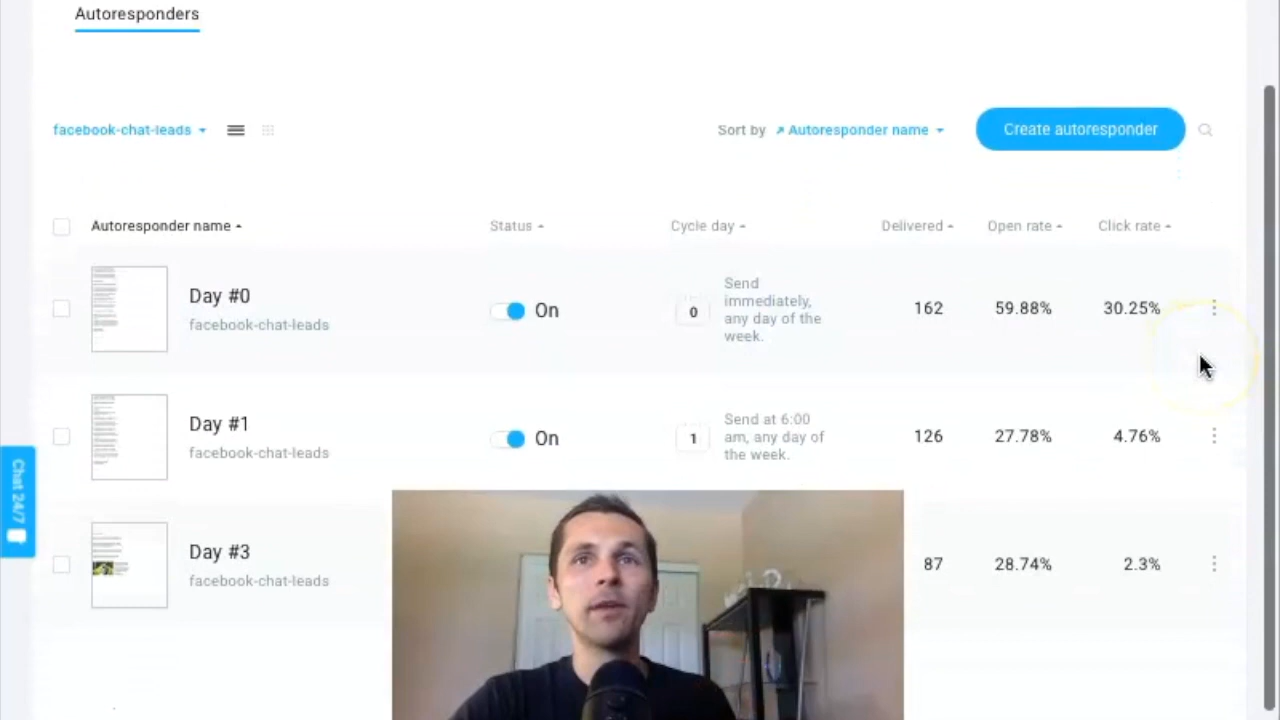 Autoresponders
facebook-chat-leads
Sort by Autoresponder name
Create autoresponder
Autoresponder name Status Cycle day Delivered Open rate Click rate
Day #0
facebook-chat-leads
On
0
Send
immediately,
any day of the
week.
162 59.88% 30.25%
Day #1
facebook-chat-leads
On
1
Send at 6:00
am, any day of
the week.
126 27.78% 4.76%
Day #3
facebook-chat-leads
87 28.74% 2.3%
Chat 24/7